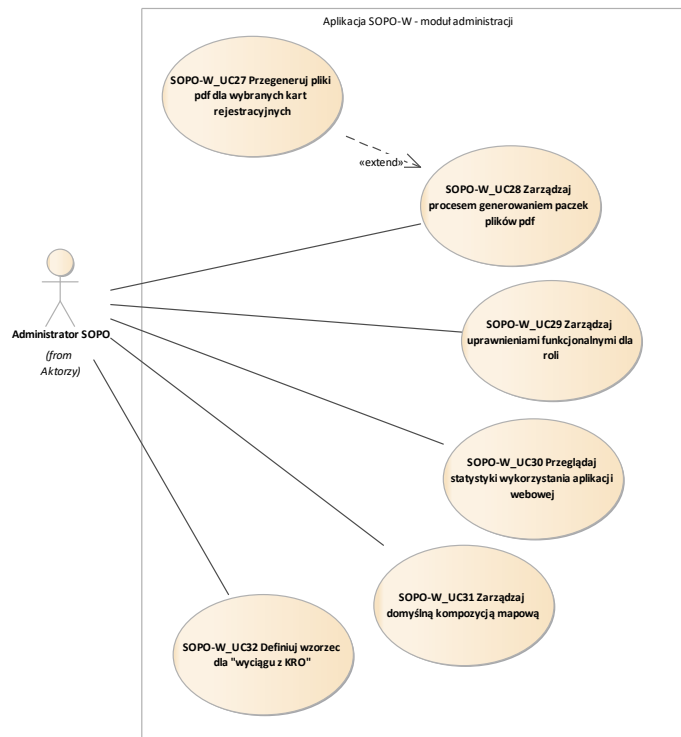 Aplikacja SOPO-W - moduł administracji
SOPO-W_UC27 Przegeneruj pliki
pdf dla wybranych kart
rejestracyjnych
«extend»
SOPO-W_UC28 Zarządzaj
procesem generowaniem paczek
plików pdf
SOPO-W_UC29 Zarządzaj
uprawnieniami funkcjonalnymi dla
roli
Administrator SOPO
(from
Aktorzy)
SOPO-W_UC30 Przeglądaj
statystyki wykorzystania aplikacji
webowej
SOPO-W_UC31 Zarządzaj
domyślną kompozycją mapową
SOPO-W_UC32 Definiuj wzorzec
dla "wyciągu z KRO"